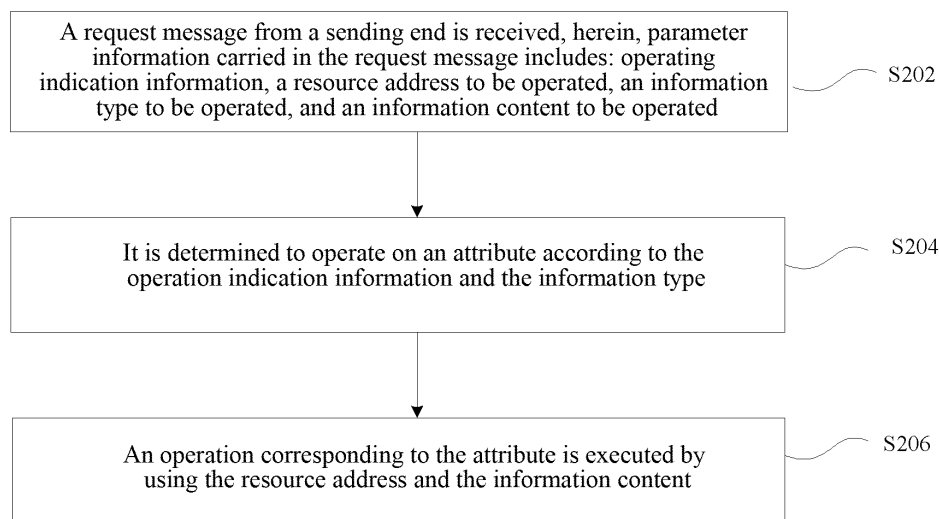 A request message from a sending end is received, herein, parameter
information carried in the request message includes: operating
indication information, a resource address to be operated, an information
type to be operated, and an information content to be operated
S202
It is determined to operate on an attribute according to the
operation indication information and the information type
S204
An operation corresponding to the attribute is executed by
using the resource address and the information content
S206